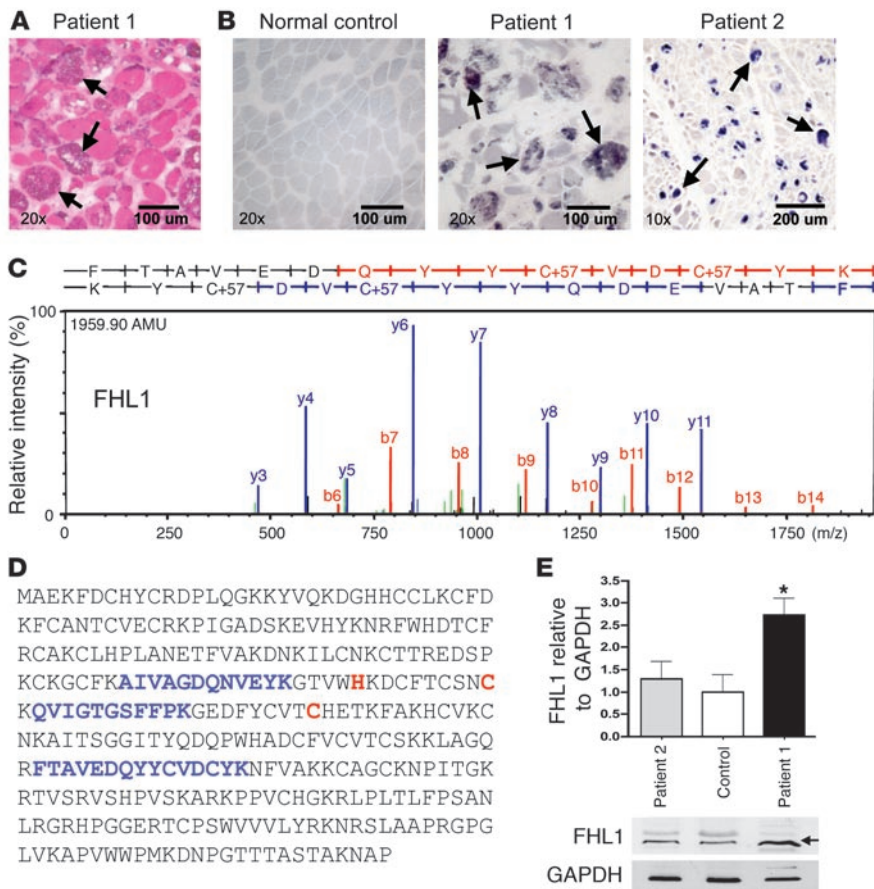 A Patient 1
B Normal control
Patient 1
Patient 2
20x
100 um
20x
100 um
20x
100 um
10x
200 um
C
F T A V E D Q Y Y C+57 V D C+57 Y K
K Y C+57 D V C+57 Y Y Q D E V A T F
100
1959.90 AMU
FHL1
Relative intensity (%)
0
y3
y4
y5
y6
y7
y8
y9
y10
y11
b6
b7
b8
b9
b10
b11
b12
b13
b14
0 250 500 750 1000 1250 1500 1750 (m/z)
D
MAEKFDCHYCRDPLQGKKYVQKDGHHCCLKCFD
KFCANTCVECRKPIGADSKEVHYKNRFWHDTCF
RCAKCLHPLANETFVAKDNKILCNKCTTREDSP
KCKGCFKAIVAGDQNVEYKGTVWHKDCFTCSNC
KQVIGTGSFFPKGEDFYCVTCHETKFAKHCVKC
NKAITSGGITYQDQPWHADCFVCVTCSKKLAGQ
RFTAVEDQYYCVDCYKNFVAKKCAGCKNPITGK
RTVSRVSHPVSKARKPPVCHGKRLPLTLFPSAN
LRGRHPGGERTCPSWVVVLYRKNRSLAAPRGPG
LVKAPVWWPMKDNPGTTTASTAKNAP
E
FHL1 relative
to GAPDH
3.5
3.0
2.5
2.0
1.5
1.0
0.5
0.0
*
Patient 2
Control
Patient 1
FHL1
GAPDH